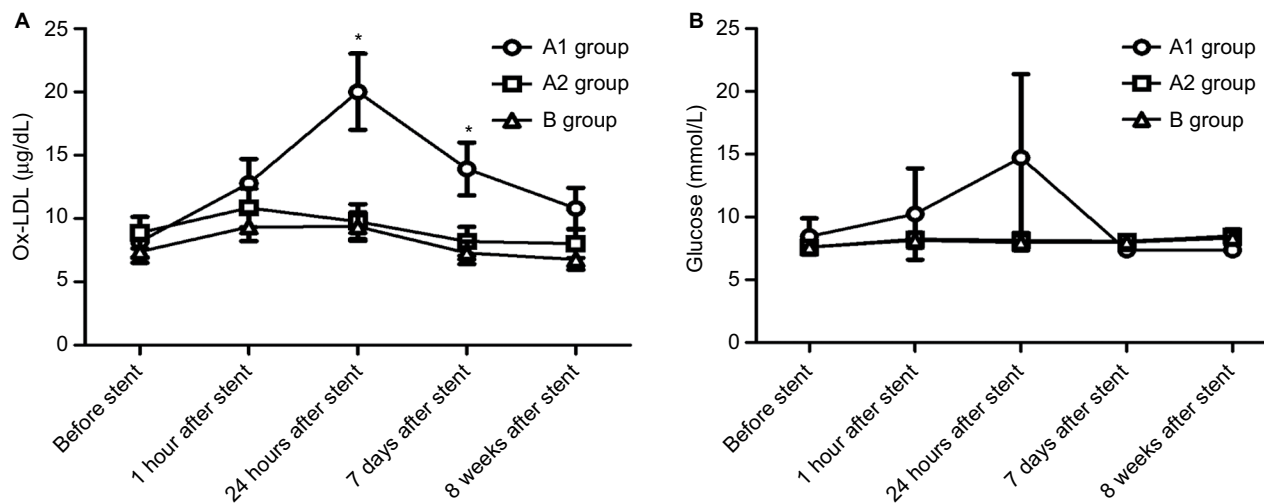 A
25
20
15
10
5
0
Ox-LDL (µg/dL)
*
*
A1 group
A2 group
B group
Before stent
1 hour after stent
24 hours after stent
7 days after stent
8 weeks after stent
B
25
20
15
10
5
0
Glucose (mmol/L)
A1 group
A2 group
B group
Before stent
1 hour after stent
24 hours after stent
7 days after stent
8 weeks after stent